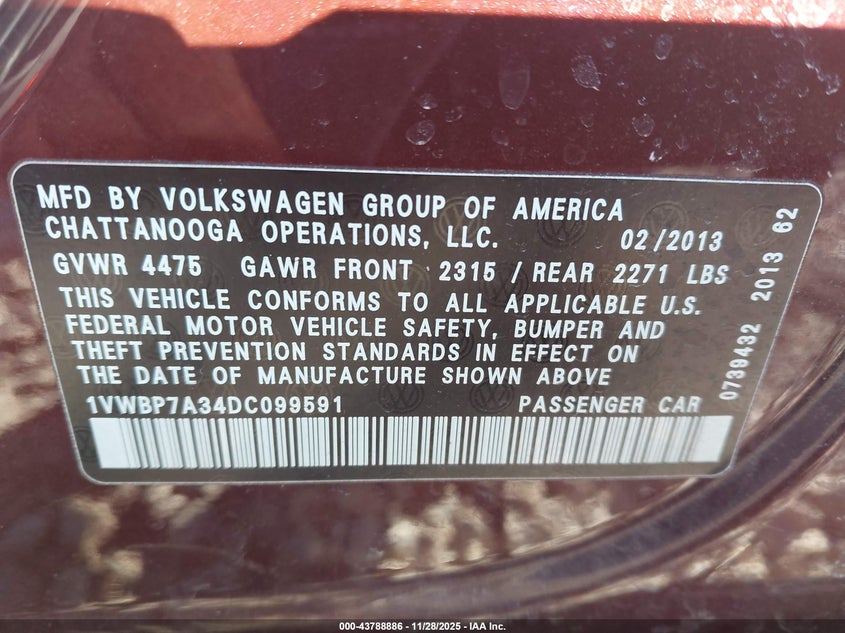 MFD BY VOLKSWAGEN GROUP OF AMERICA
CHATTANOOGA OPERATIONS, LLC. 02/2013
GVWR 4475 GAWR FRONT 2315 / REAR 2271 LBS
THIS VEHICLE CONFORMS TO ALL APPLICABLE U.S.
FEDERAL MOTOR VEHICLE SAFETY, BUMPER AND
THEFT PREVENTION STANDARDS IN EFFECT ON
THE DATE OF MANUFACTURE SHOWN ABOVE
1VWBP7A34DC099591 PASSENGER CAR
0739432 2013 62
000-43788886 - 11/28/2025 - IAA Inc.